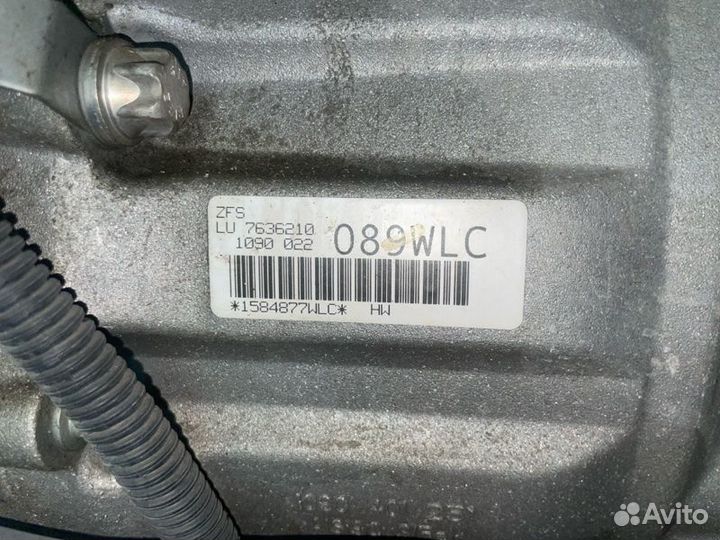 ZFS
LU 7636210
1090 022
089WLC
*1584877WLC* HW
Avito